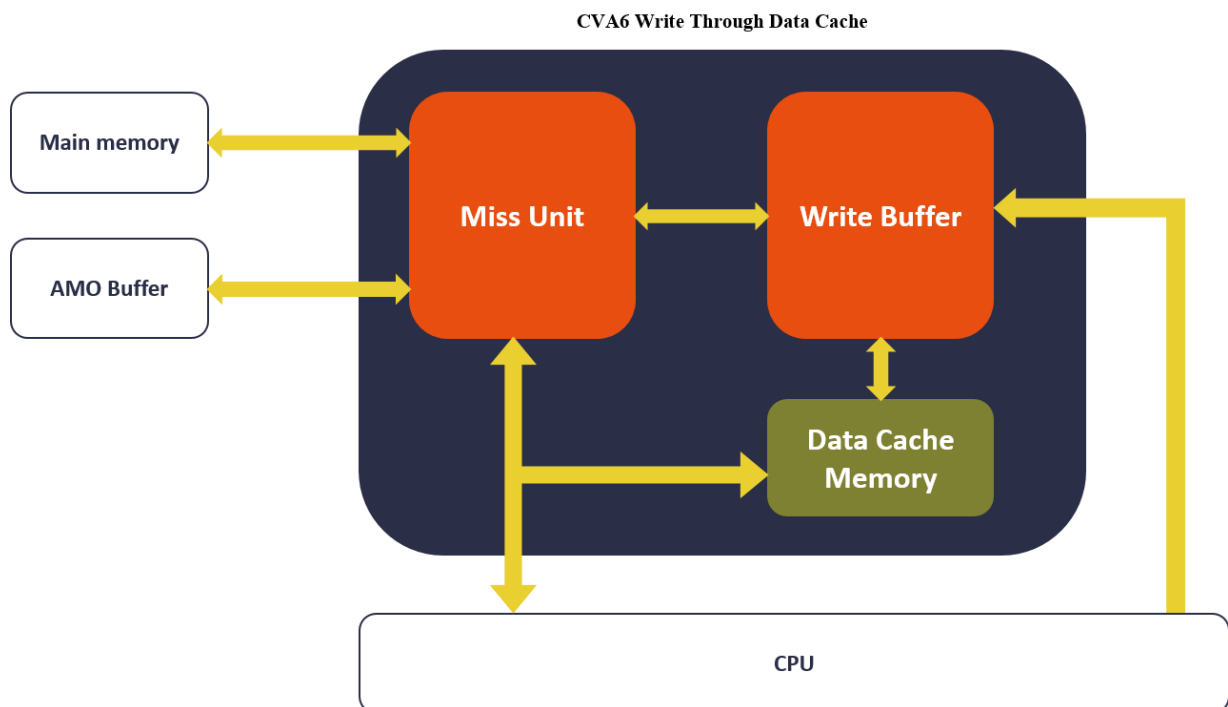 CVA6 Write Through Data Cache
Main memory
AMO Buffer
Miss Unit
Write Buffer
Data Cache
Memory
CPU